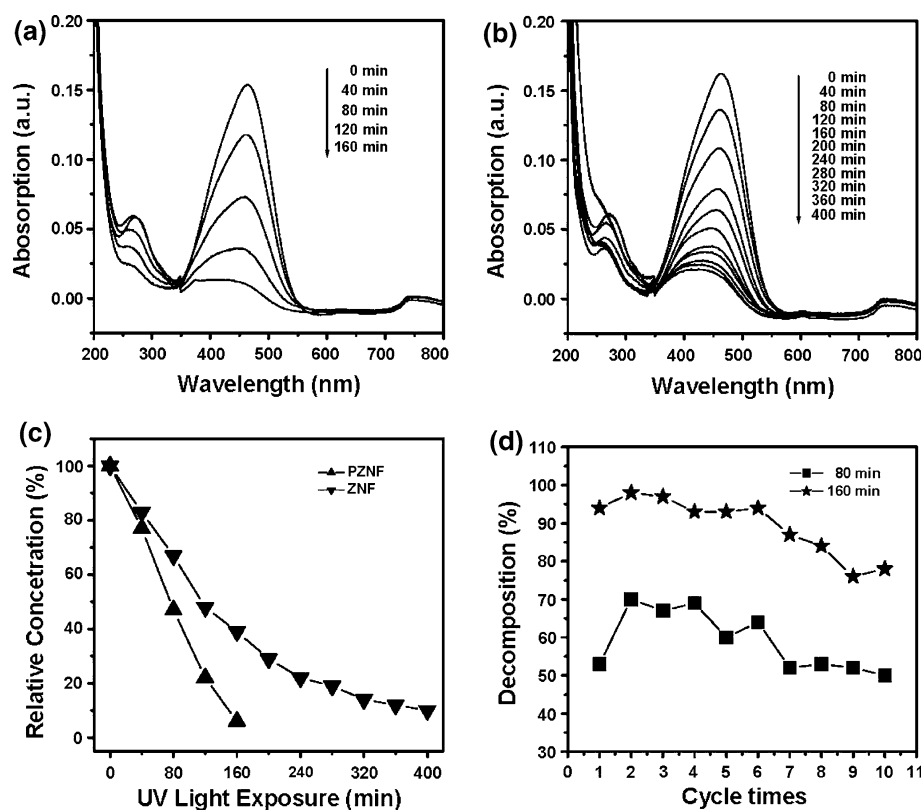 (a)
0.20
0.15
0.10
0.05
0.00
Abosorption (a.u.)
0 min
40 min
80 min
120 min
160 min
200 300 400 500 600 700 800
Wavelength (nm)
(b)
0.20
0.15
0.10
0.05
0.00
Abosorption (a.u.)
0 min
40 min
80 min
120 min
160 min
200 min
240 min
280 min
320 min
360 min
400 min
200 300 400 500 600 700 800
Wavelength (nm)
(c)
100
80
60
40
20
0
Relative Concetration (%)
PZNF
ZNF
0 80 160 240 320 400
UV Light Exposure (min)
(d)
110
100
90
80
70
60
50
40
30
Decomposition (%)
80 min
160 min
0 1 2 3 4 5 6 7 8 9 10 11
Cycle times